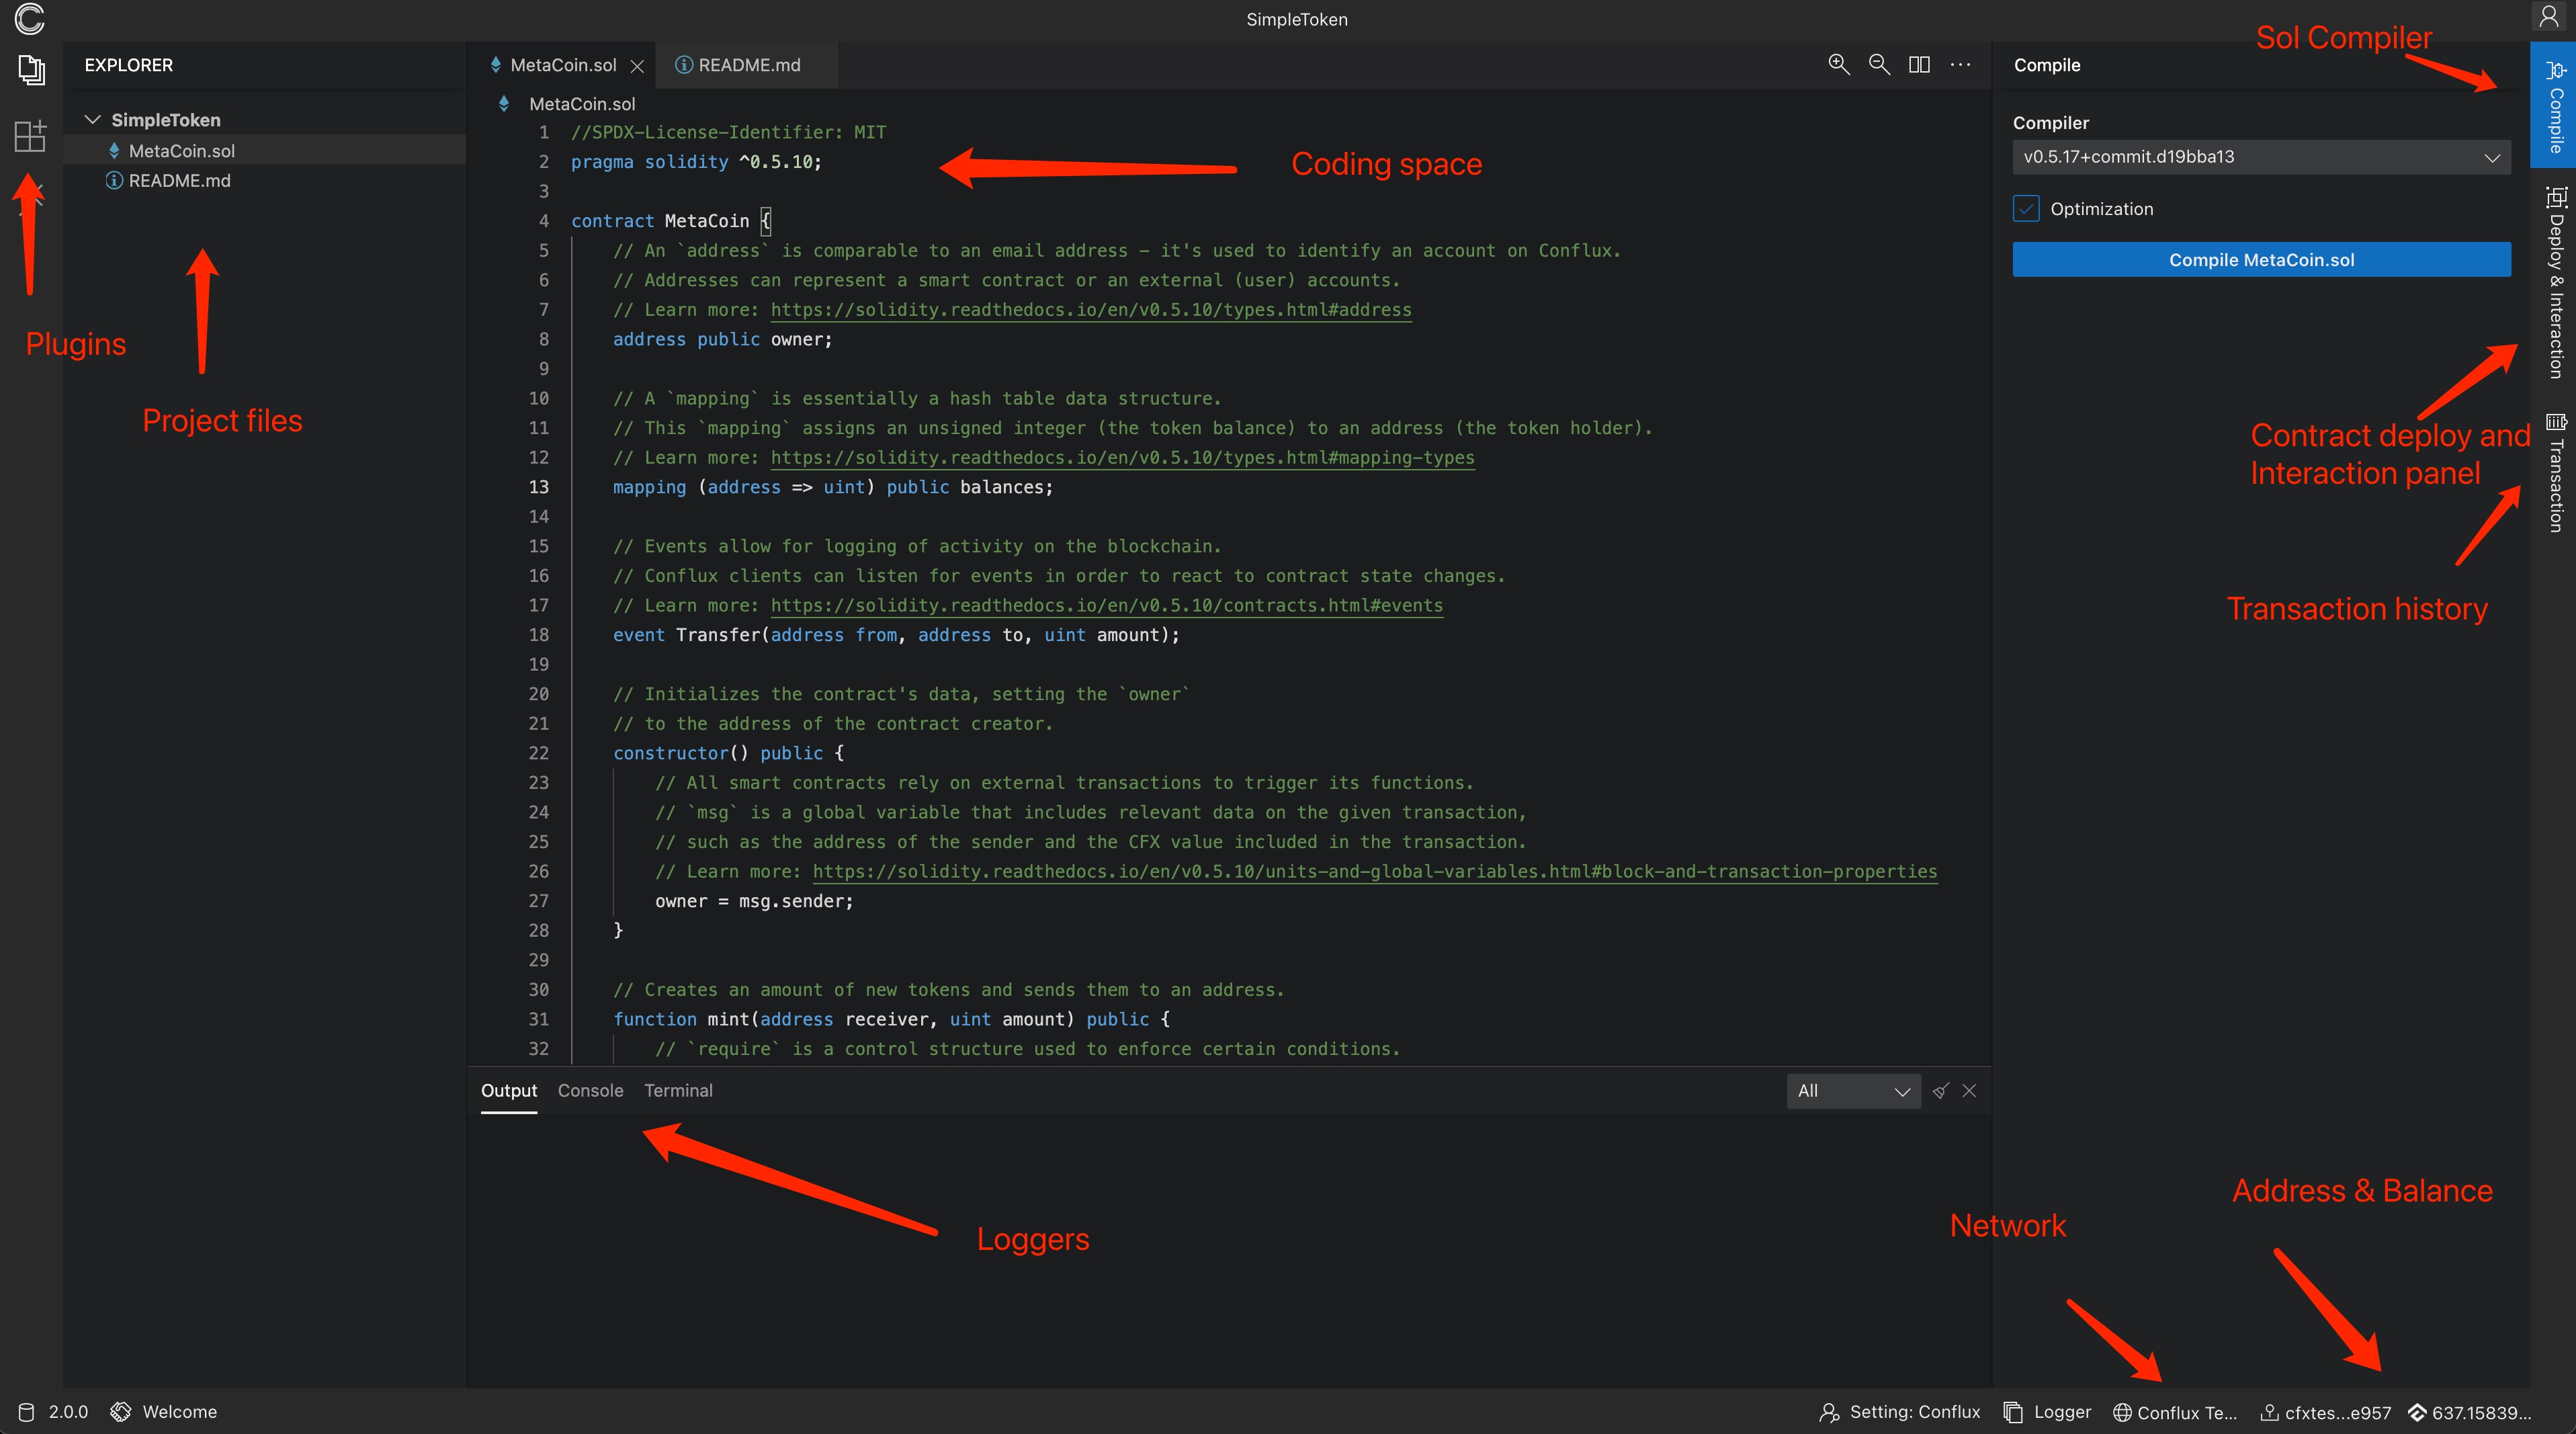 SimpleToken
EXPLORER
SimpleToken
MetaCoin.sol
README.md
Plugins
Project files
MetaCoin.sol
README.md
MetaCoin.sol
1 //SPDX-License-Identifier: MIT
2 pragma solidity ^0.5.10;
3
4 contract MetaCoin {
5 // An `address` is comparable to an email address - it's used to identify an account on Conflux.
6 // Addresses can represent a smart contract or an external (user) accounts.
7 // Learn more: https://solidity.readthedocs.io/en/v0.5.10/types.html#address
8 address public owner;
9
10 // A `mapping` is essentially a hash table data structure.
11 // This `mapping` assigns an unsigned integer (the token balance) to an address (the token holder).
12 // Learn more: https://solidity.readthedocs.io/en/v0.5.10/types.html#mapping-types
13 mapping (address => uint) public balances;
14
15 // Events allow for logging of activity on the blockchain.
16 // Conflux clients can listen for events in order to react to contract state changes.
17 // Learn more: https://solidity.readthedocs.io/en/v0.5.10/contracts.html#events
18 event Transfer(address from, address to, uint amount);
19
20 // Initializes the contract's data, setting the `owner`
21 // to the address of the contract creator.
22 constructor() public {
23 // All smart contracts rely on external transactions to trigger its functions.
24 // `msg` is a global variable that includes relevant data on the given transaction,
25 // such as the address of the sender and the CFX value included in the transaction.
26 // Learn more: https://solidity.readthedocs.io/en/v0.5.10/units-and-global-variables.html#block-and-transaction-properties
27 owner = msg.sender;
28 }
29
30 // Creates an amount of new tokens and sends them to an address.
31 function mint(address receiver, uint amount) public {
32 // `require` is a control structure used to enforce certain conditions.
Coding space
Output Console Terminal
All
Loggers
Compile
Compiler
v0.5.17+commit.d19bba13
Optimization
Compile MetaCoin.sol
Sol Compiler
Contract deploy and
Interaction panel
Transaction history
Compile
Deploy & Interaction
Transaction
Address & Balance
Network
2.0.0 Welcome
Setting: Conflux Logger Conflux Te... cfxtes...e957 637.15839...